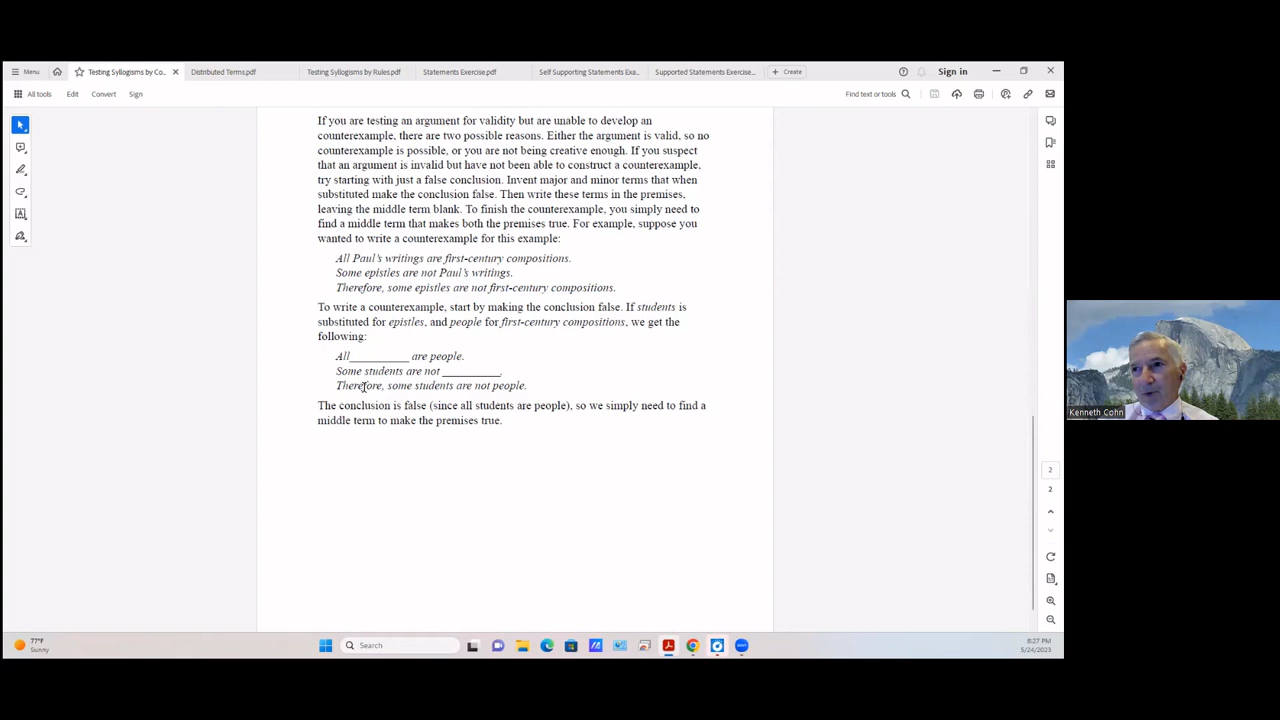 Menu
Testing Syllogisms by Co...
Distributed Terms.pdf
Testing Syllogisms by Rules.pdf
Statements Exercise.pdf
Self Supporting Statements Exa...
Supported Statements Exercise...
Create
Sign in
All tools
Edit
Convert
Sign
Find text or tools
If you are testing an argument for validity but are unable to develop an
counterexample, there are two possible reasons. Either the argument is valid, so no
counterexample is possible, or you are not being creative enough. If you suspect
that an argument is invalid but have not been able to construct a counterexample,
try starting with just a false conclusion. Invent major and minor terms that when
substituted make the conclusion false. Then write these terms in the premises,
leaving the middle term blank. To finish the counterexample, you simply need to
find a middle term that makes both the premises true. For example, suppose you
wanted to write a counterexample for this example:
All Paul's writings are first-century compositions.
Some epistles are not Paul's writings.
Therefore, some epistles are not first-century compositions.
To write a counterexample, start by making the conclusion false. If students is
substituted for epistles, and people for first-century compositions, we get the
following:
All__________ are people.
Some students are not __________.
Therefore, some students are not people.
The conclusion is false (since all students are people), so we simply need to find a
middle term to make the premises true.
Kenneth Cohn
2
2
77°F
Sunny
Search
8:27 PM
5/24/2023